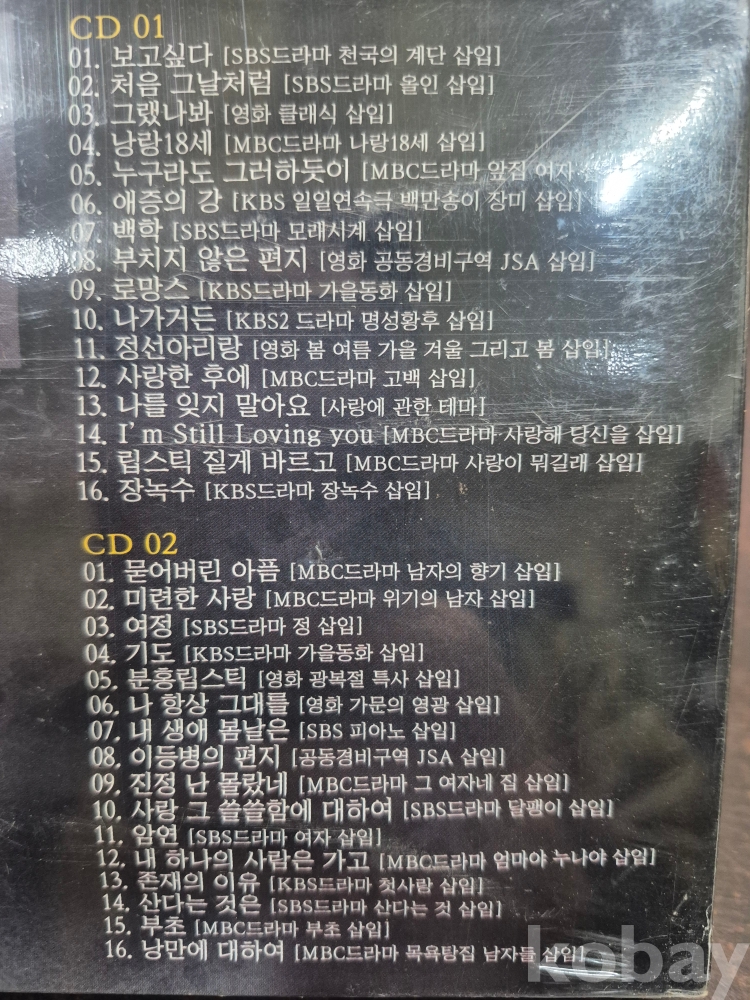 CD 01
01. 보고싶다 [SBS드라마 천국의 계단 삽입]
02. 처음 그날처럼 [SBS드라마 올인 삽입]
03. 그랬나봐 [영화 클래식 삽입]
04. 낭랑18세 [MBC드라마 나랑18세 삽입]
05. 누구라도 그러하듯이 [MBC드라마 앞집 여자
06. 애증의 강 [KBS 일일연속극 백만송이 장미 삽입]
07. 백학 [SBS드라마 모래시계 삽입]
08. 부치지 않은 편지 [영화 공동경비구역 JSA 삽입]
09. 로망스 [KBS드라마 가을동화 삽입]
10. 나가거든 [KBS2 드라마 명성황후 삽입]
11. 정선아리랑 [영화 봄 여름 가을 겨울 그리고 봄 삽입]
12. 사랑한 후에 [MBC드라마 고백 삽입]
13. 나를 잊지 말아요 [사랑에 관한 테마]
14. I'm Still Loving you [MBC드라마 사랑해 당신을 삽입]
15. 립스틱 짙게 바르고 [MBC드라마 사랑이 뭐길래 삽입]
16. 장녹수 [KBS드라마 장녹수 삽입]
CD 02
01. 묻어버린 아픔 [MBC드라마 남자의 향기 삽입]
02. 미련한 사랑 [MBC드라마 위기의 남자 삽입]
03. 여정 [SBS드라마 정 삽입]
04. 기도 [KBS드라마 가을동화 삽입]
05. 분홍립스틱 [영화 광복절 특사 삽입]
06. 나 항상 그대를 [영화 가문의 영광 삽입]
07. 내 생애 봄날은 [SBS 피아노 삽입]
08. 이등병의 편지 [공동경비구역 JSA 삽입]
09. 진정 난 몰랐네 [MBC드라마 그 여자네 집 삽입]
10. 사랑 그 쓸쓸함에 대하여 [SBS드라마 달팽이 삽입]
11. 암연 [SBS드라마 여자 삽입]
12. 내 하나의 사람은 가고 [MBC드라마 엄마야 누나야 삽입]
13. 존재의 이유 [KBS드라마 첫사랑 삽입]
14. 산다는 것은 [SBS드라마 산다는 것 삽입]
15. 부초 [MBC드라마 부초 삽입]
16. 낭만에 대하여 [MBC드라마 목욕탕집 남자들 삽입]
kobay